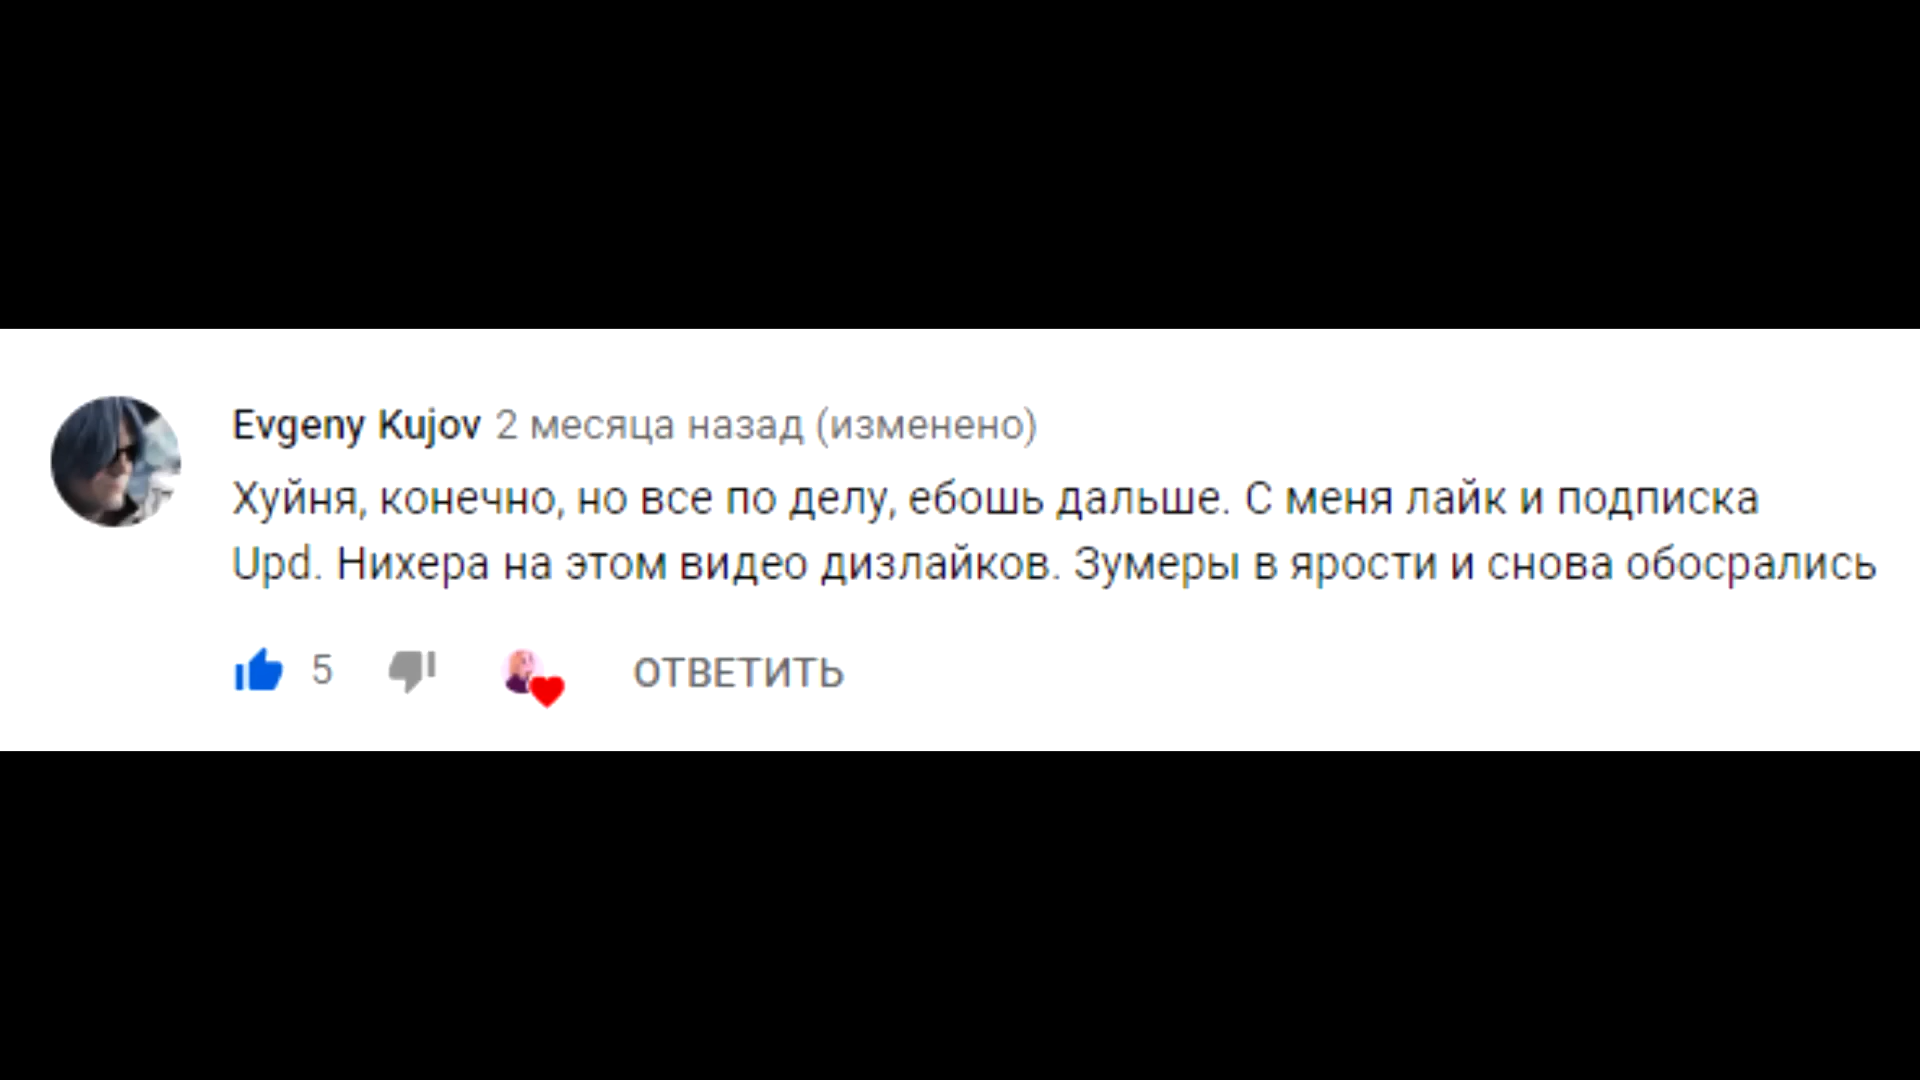 Evgeny Kujov 2 месяца назад (изменено)
Хуйня, конечно, но все по делу, ебошь дальше. С меня лайк и подписка
Upd. Нихера на этом видео дизлайков. Зумеры в ярости и снова обосрались
5 ОТВЕТИТЬ